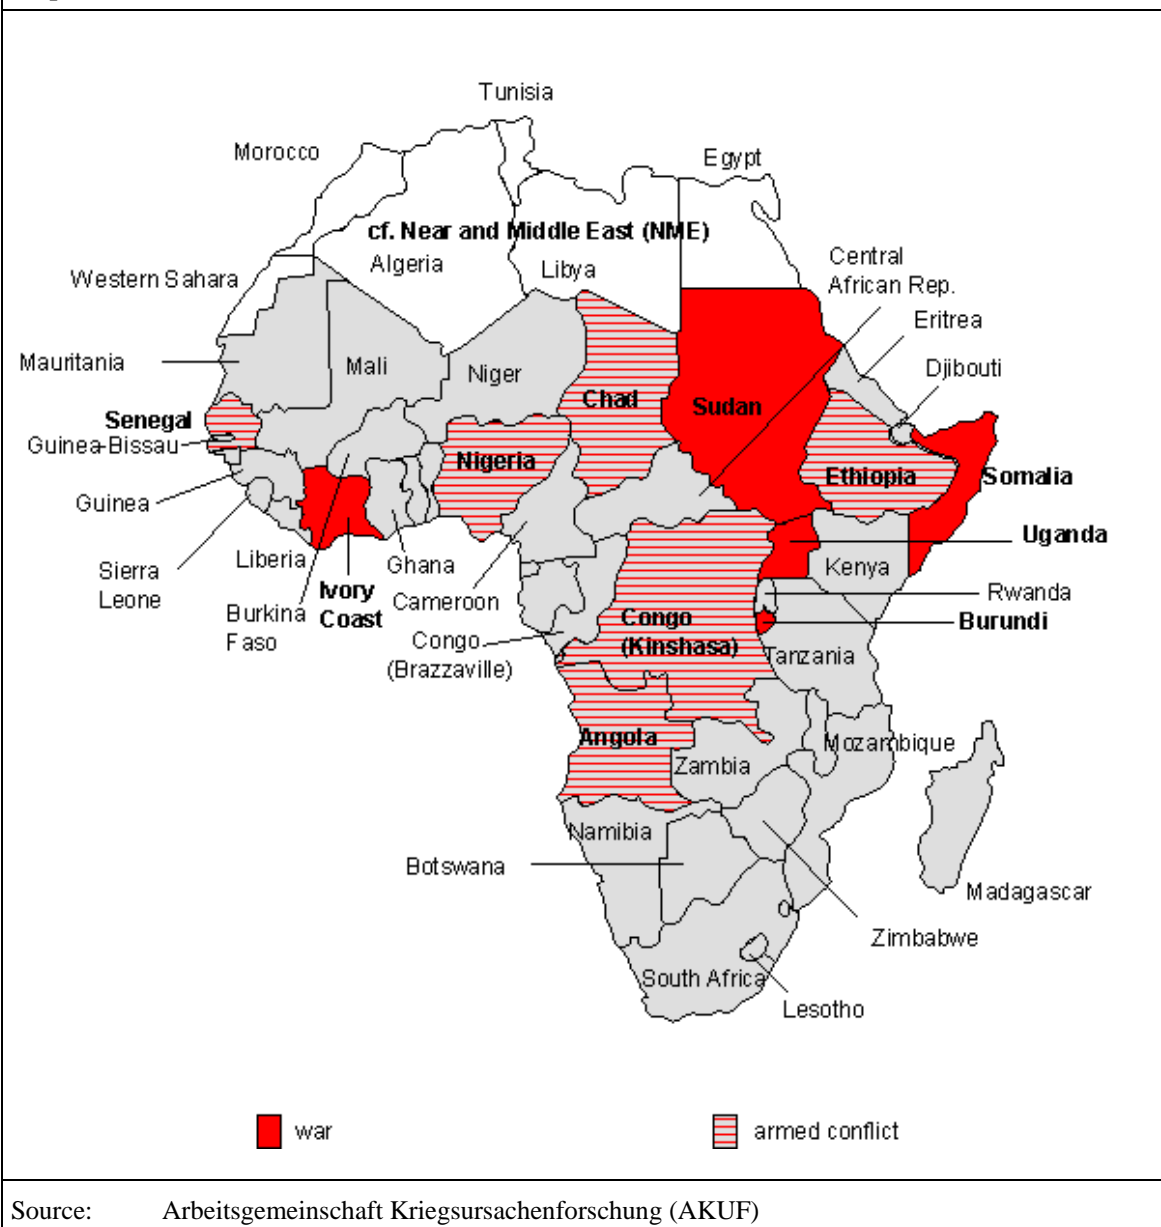 Tunisia
Morocco
Egypt
cf. Near and Middle East (NME)
Algeria
Libya
Western Sahara
Central
African Rep.
Eritrea
Djibouti
Mauritania
Mali
Niger
Chad
Sudan
Senegal
Guinea-Bissau
Nigeria
Ethiopia
Somalia
Guinea
Uganda
Sierra
Leone
Liberia
Ghana
Kenya
Ivory
Coast
Burkina
Faso
Cameroon
Rwanda
Burundi
Congo
(Brazzaville)
Congo
(Kinshasa)
Tanzania
Angola
Zambia
Mozambique
Namibia
Botswana
Madagascar
Zimbabwe
South Africa
Lesotho
war
armed conflict
Source: Arbeitsgemeinschaft Kriegsursachenforschung (AKUF)